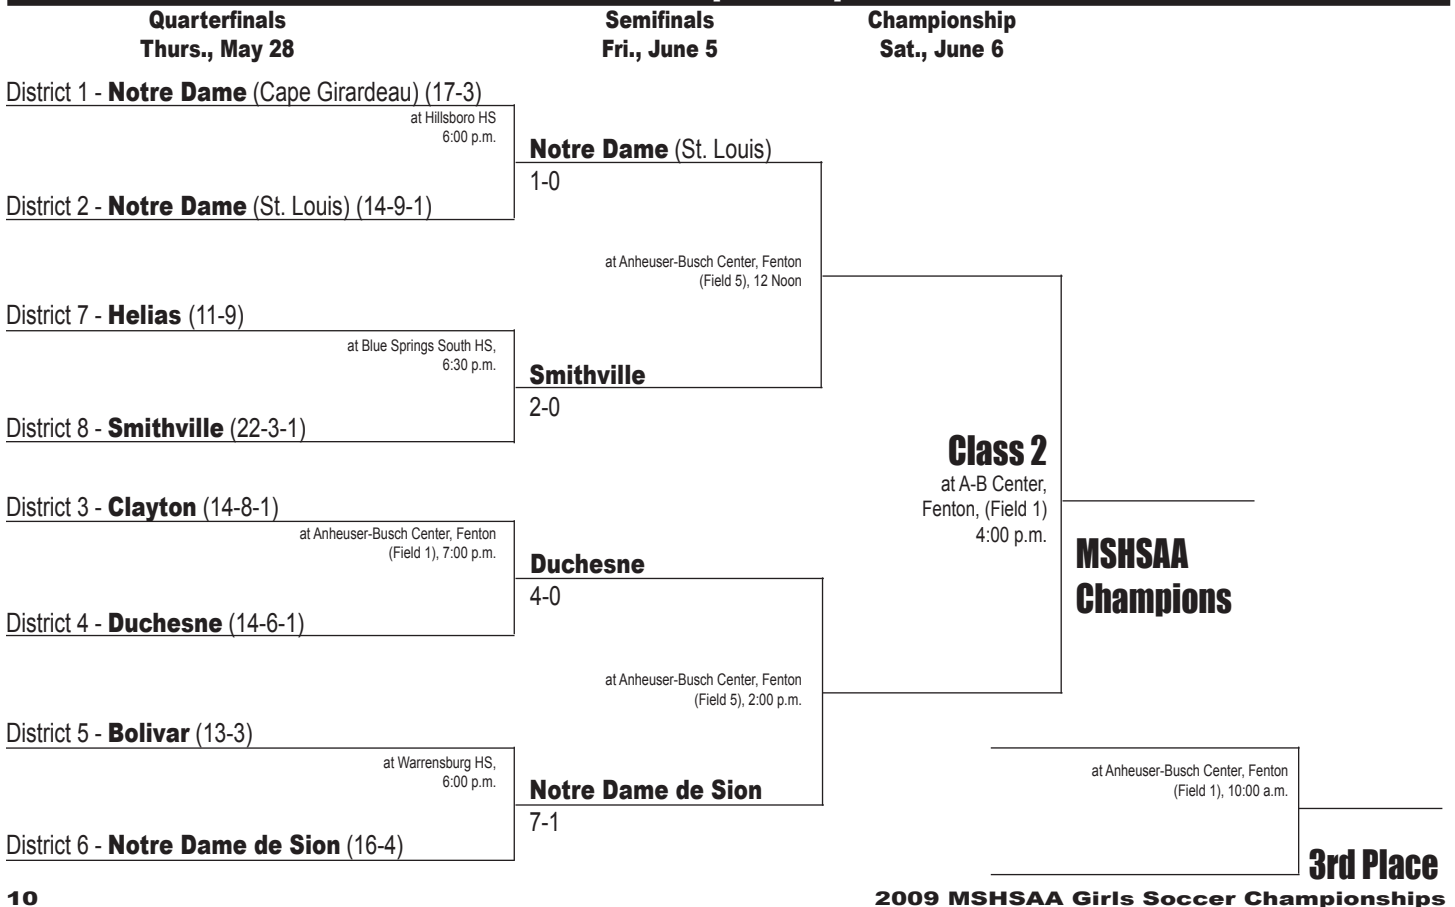 Quarterfinals
Thurs., May 28
Semifinals
Fri., June 5
Championship
Sat., June 6
District 1 - Notre Dame (Cape Girardeau) (17-3)
at Hillsboro HS
6:00 p.m.
Notre Dame (St. Louis)
1-0
District 2 - Notre Dame (St. Louis) (14-9-1)
at Anheuser-Busch Center, Fenton
(Field 5), 12 Noon
District 7 - Helias (11-9)
at Blue Springs South HS,
6:30 p.m.
Smithville
2-0
District 8 - Smithville (22-3-1)
Class 2
at A-B Center,
Fenton, (Field 1)
4:00 p.m.
District 3 - Clayton (14-8-1)
at Anheuser-Busch Center, Fenton
(Field 1), 7:00 p.m.
Duchesne
4-0
MSHSAA
Champions
District 4 - Duchesne (14-6-1)
at Anheuser-Busch Center, Fenton
(Field 5), 2:00 p.m.
District 5 - Bolivar (13-3)
at Warrensburg HS,
6:00 p.m.
Notre Dame de Sion
7-1
at Anheuser-Busch Center, Fenton
(Field 1), 10:00 a.m.
District 6 - Notre Dame de Sion (16-4)
3rd Place
10
2009 MSHSAA Girls Soccer Championships